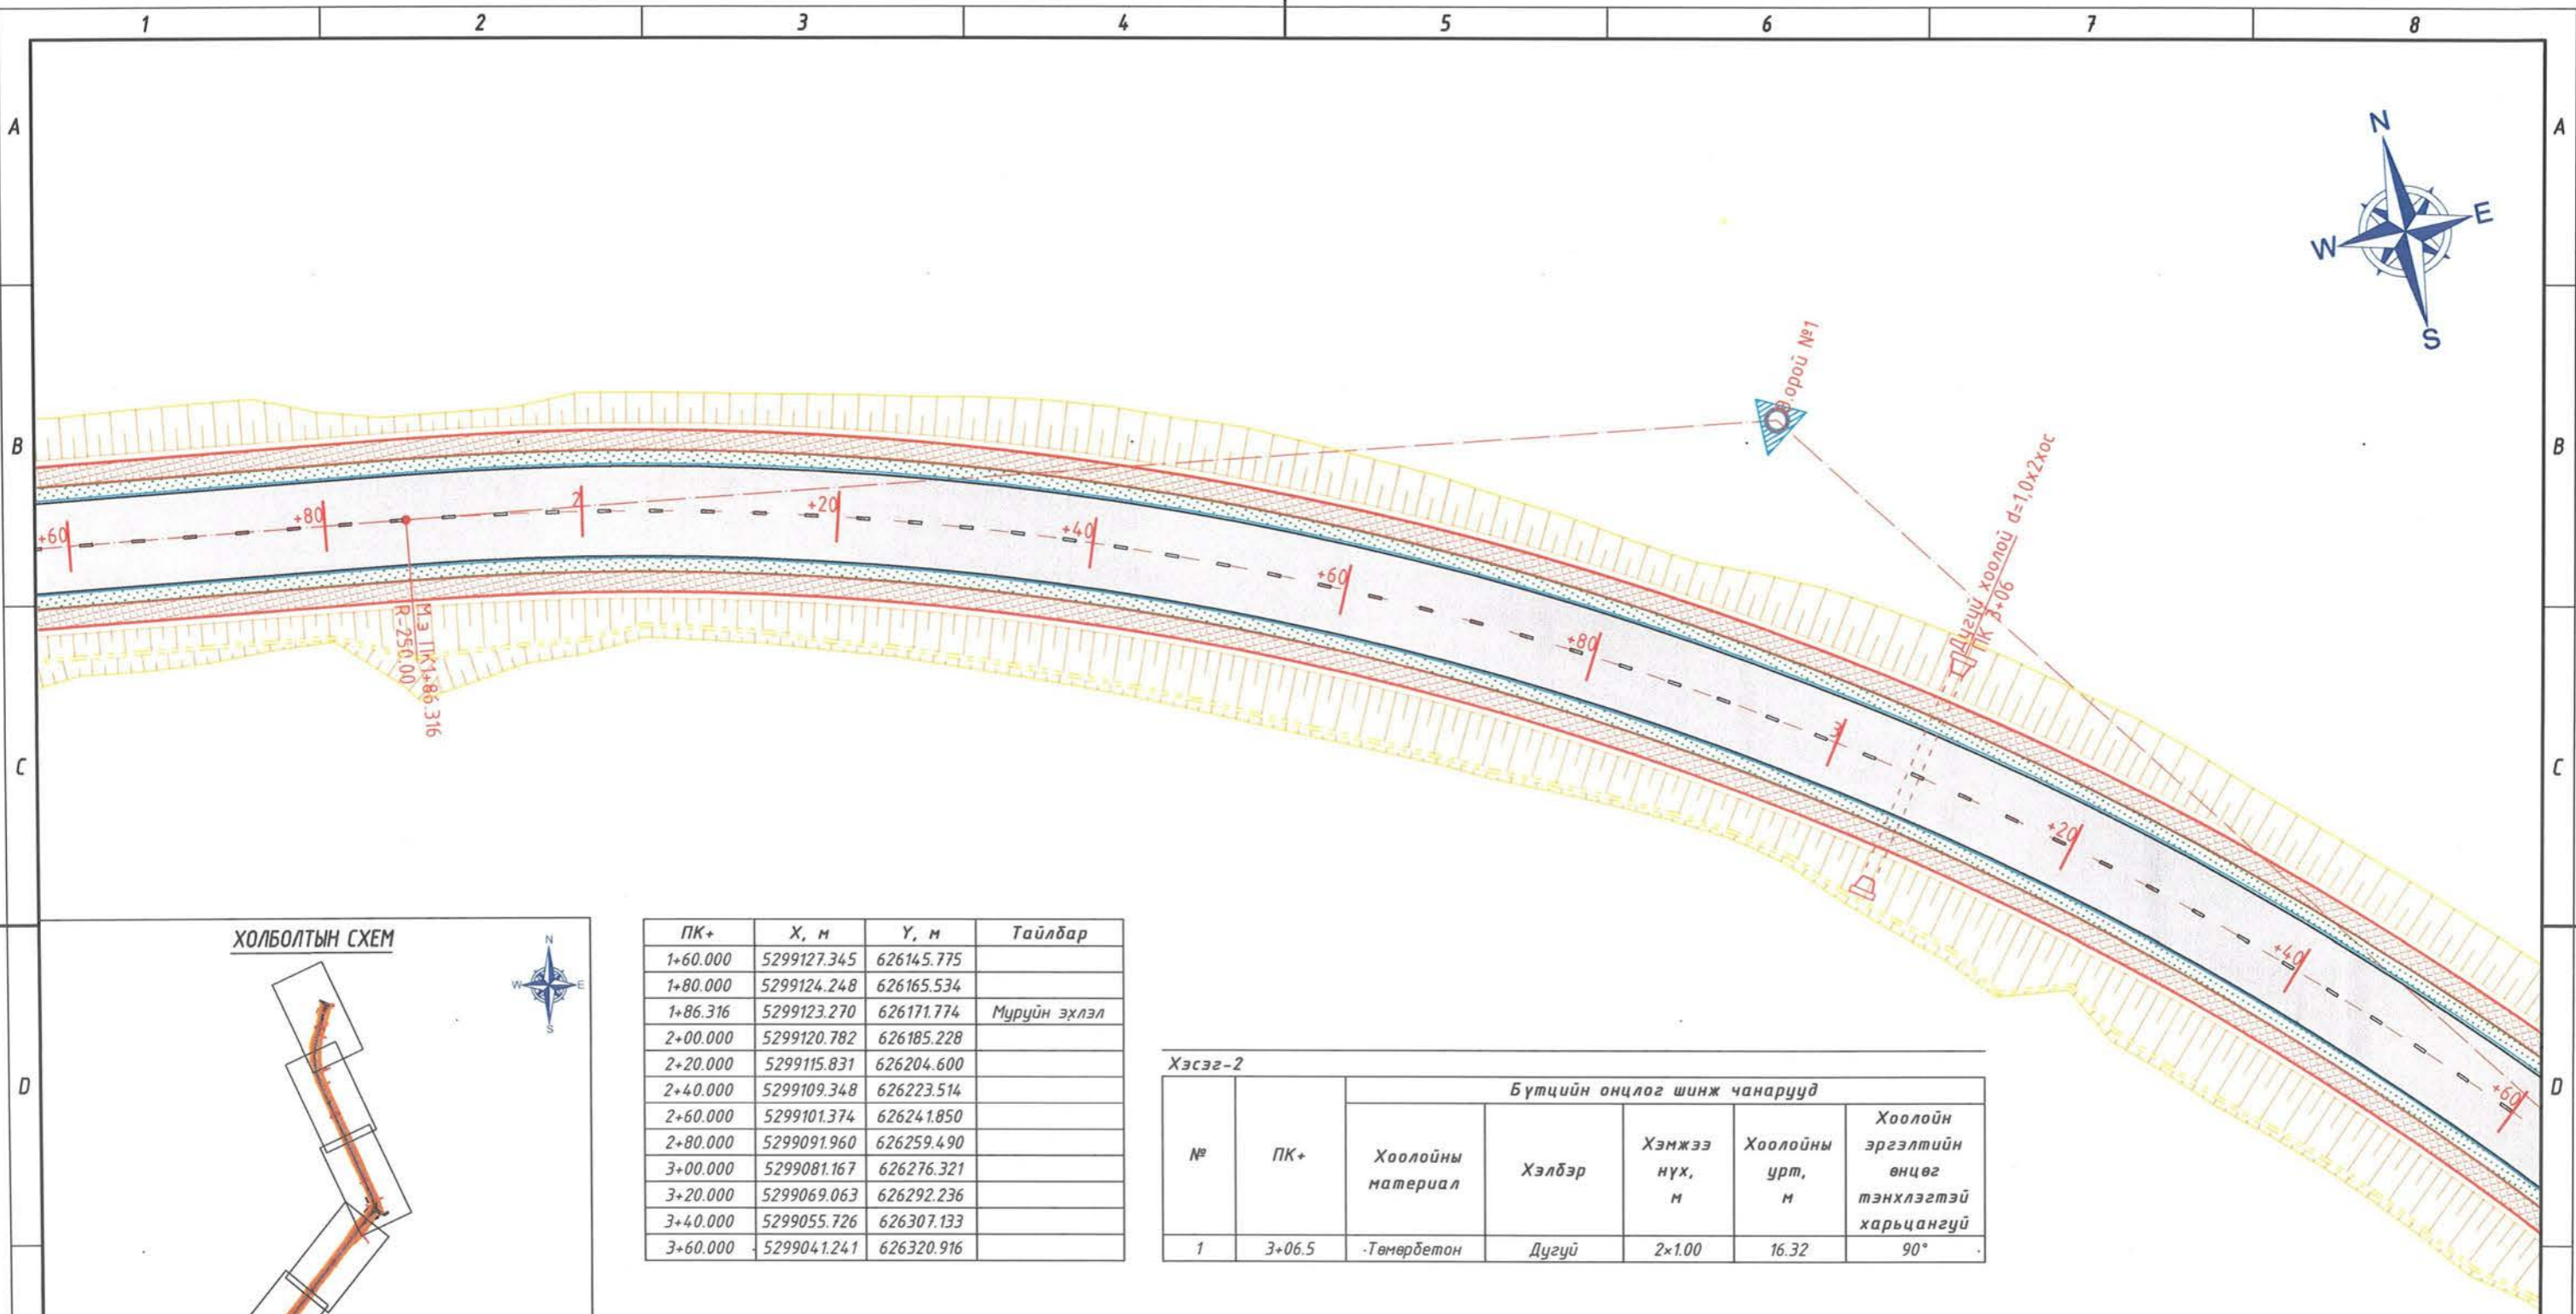 1 2 3 4 5 6 7 8
A A
N
W E
S
В.орой №1
B B
Дугуй хоолой d=1,0х2хос
ПК 3+06
+60 +80 2 +20 +40 +60 +80 3 +20 +40 +60
М.э ПК1+86.316
R-250.00
C C
ХОЛБОЛТЫН СХЕМ
N
W E
S
ПК+ X, м Y, м Тайлбар
1+60.000 5299127.345 626145.775
1+80.000 5299124.248 626165.534
1+86.316 5299123.270 626171.774 Муруйн эхлэл
2+00.000 5299120.782 626185.228
2+20.000 5299115.831 626204.600
2+40.000 5299109.348 626223.514
2+60.000 5299101.374 626241.850
2+80.000 5299091.960 626259.490
3+00.000 5299081.167 626276.321
3+20.000 5299069.063 626292.236
3+40.000 5299055.726 626307.133
3+60.000 5299041.241 626320.916
D D
Хэсэг-2
Бүтцийн онцлог шинж чанарууд
№ ПК+ Хоолойны материал Хэлбэр Хэмжээ нүх, м Хоолойны урт, м Хоолойн эргэлтийн өнцөг тэнхлэгтэй харьцангуй
1 3+06.5 Төмөрбетон Дугуй 2×1.00 16.32 90°